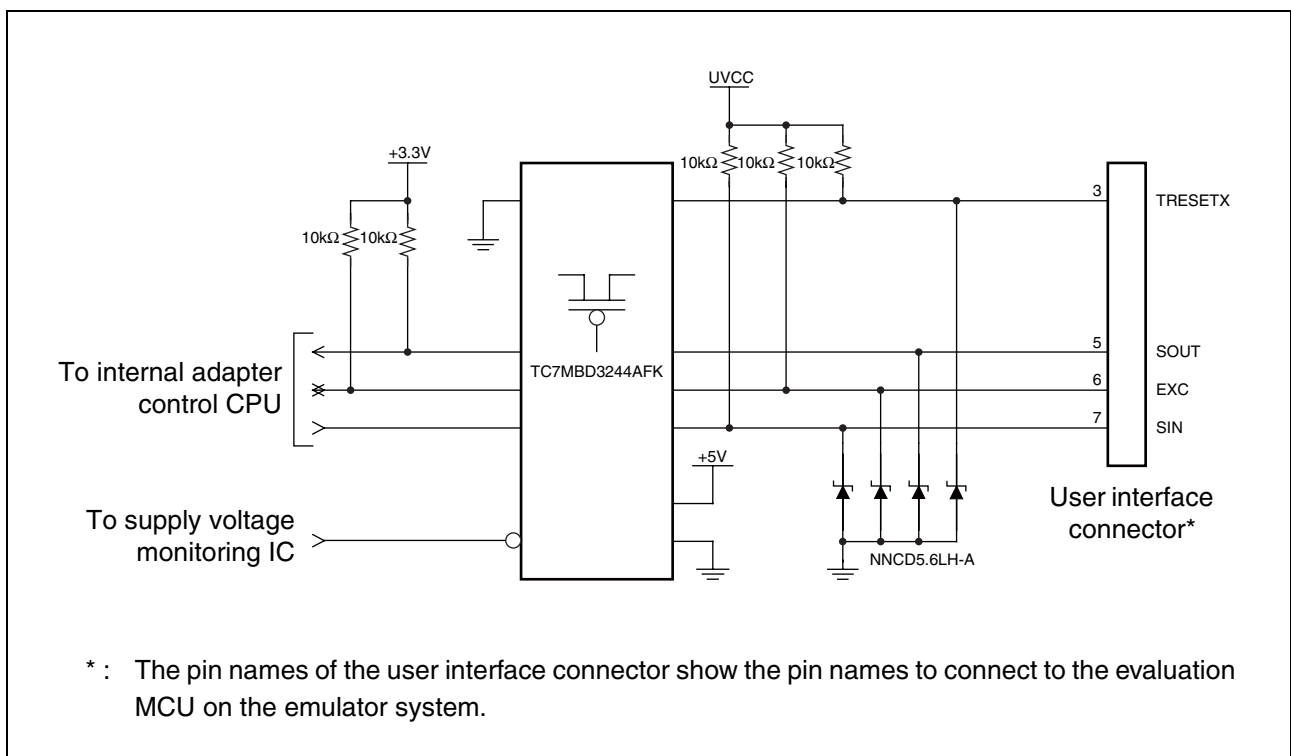 UVCC
10kΩ 10kΩ 10kΩ
+3.3V
3
TRESETX
10kΩ 10kΩ
To internal adapter
control CPU
TC7MBD3244AFK
5
SOUT
6
EXC
7
SIN
+5V
To supply voltage
monitoring IC
User interface
connector*
NNCD5.6LH-A
* : The pin names of the user interface connector show the pin names to connect to the evaluation
MCU on the emulator system.